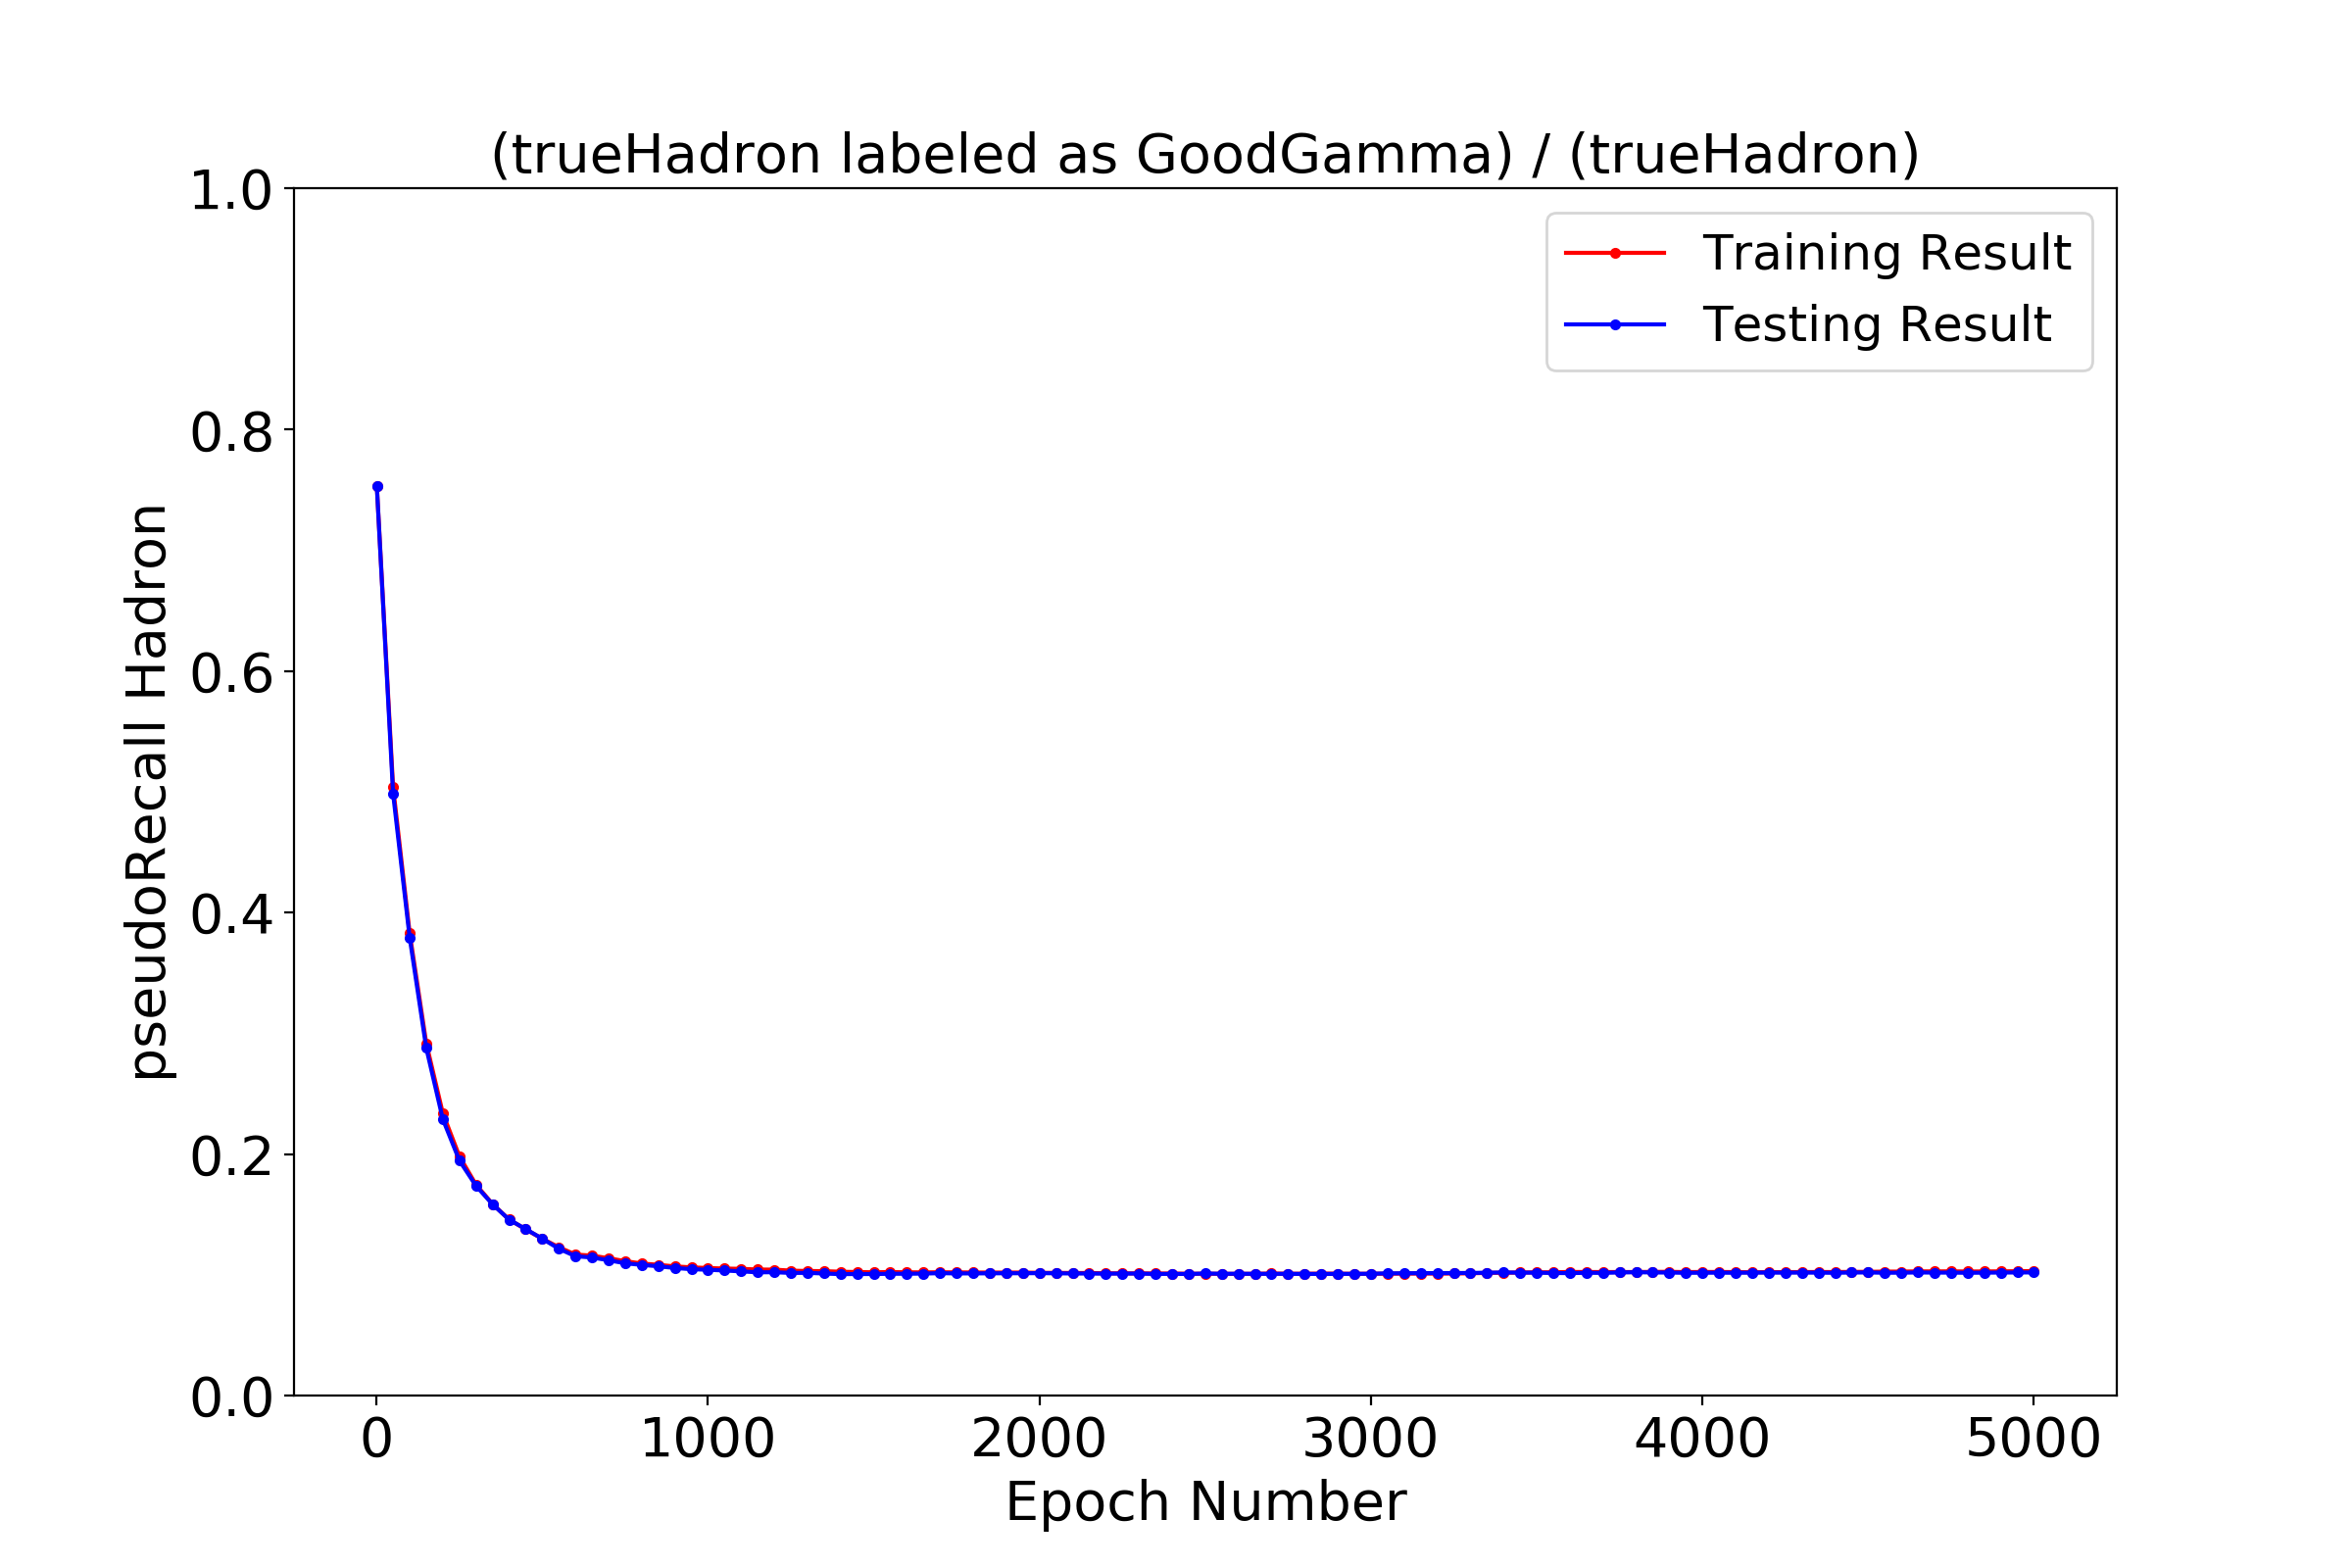 (trueHadron labeled as GoodGamma) / (trueHadron)
1.0
0.8
0.6
0.4
0.2
0.0
pseudoRecall Hadron
Training Result
Testing Result
0 1000 2000 3000 4000 5000
Epoch Number